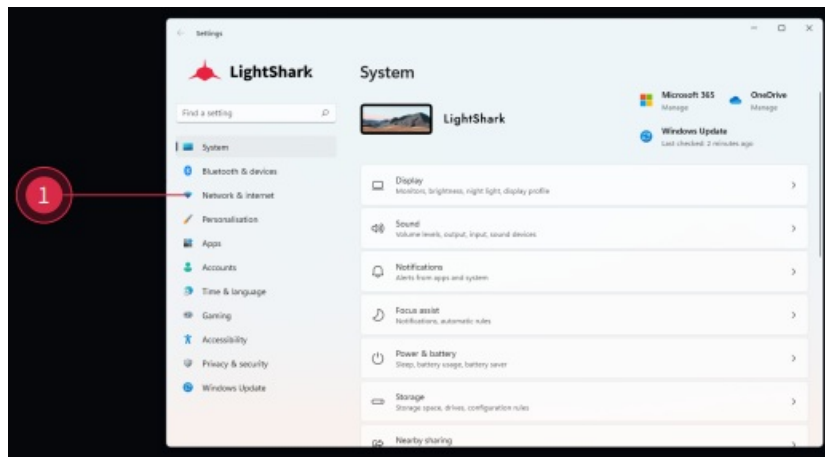 Settings
LightShark
Find a setting
System
Bluetooth & devices
Network & internet
Personalisation
Apps
Accounts
Time & language
Gaming
Accessibility
Privacy & security
Windows Update
1
System
LightShark
Microsoft 365
Manage
OneDrive
Manage
Windows Update
Last checked: 2 minutes ago
Display
Monitors, brightness, night light, display profile
Sound
Volume levels, output, input, sound devices
Notifications
Alerts from apps and system
Focus assist
Notifications, automatic rules
Power & battery
Sleep, battery usage, battery saver
Storage
Storage space, drives, configuration rules
Nearby sharing